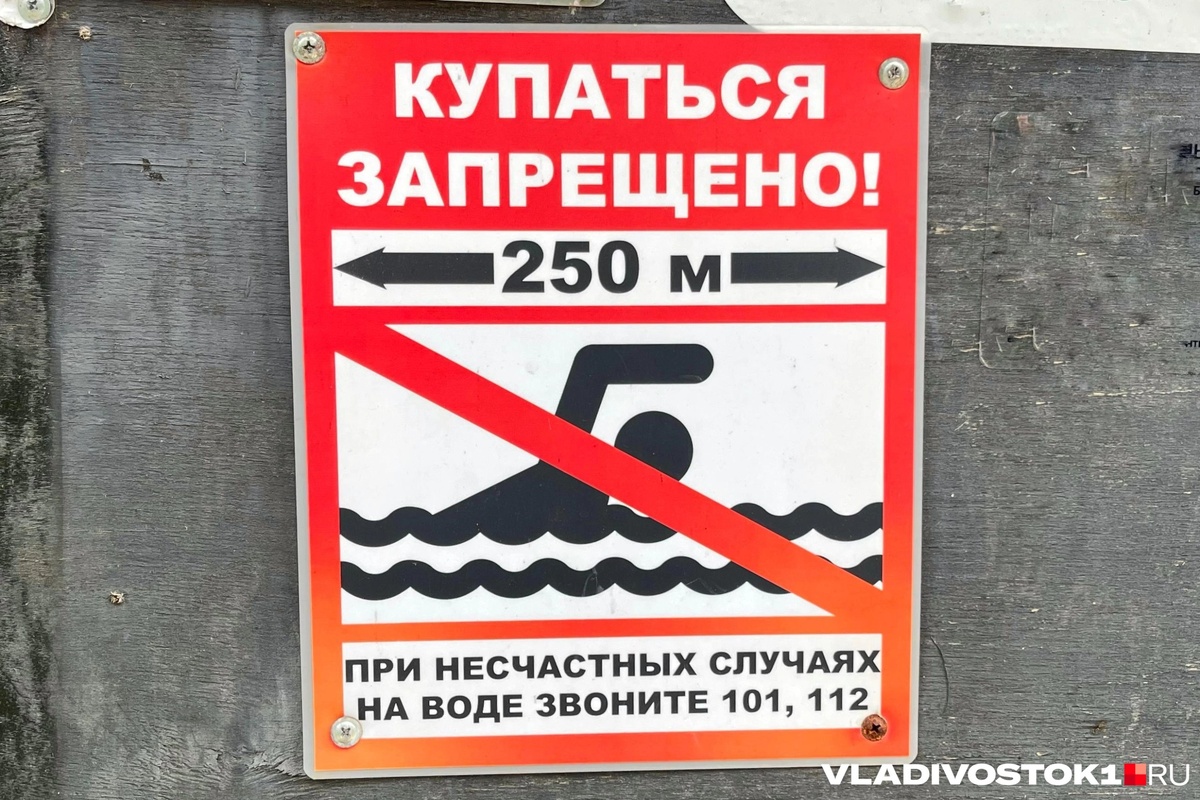 КУПАТЬСЯ
ЗАПРЕЩЕНО!
250 м
ПРИ НЕСЧАСТНЫХ СЛУЧАЯХ
НА ВОДЕ ЗВОНИТЕ 101, 112
VLADIVOSTOK1.RU